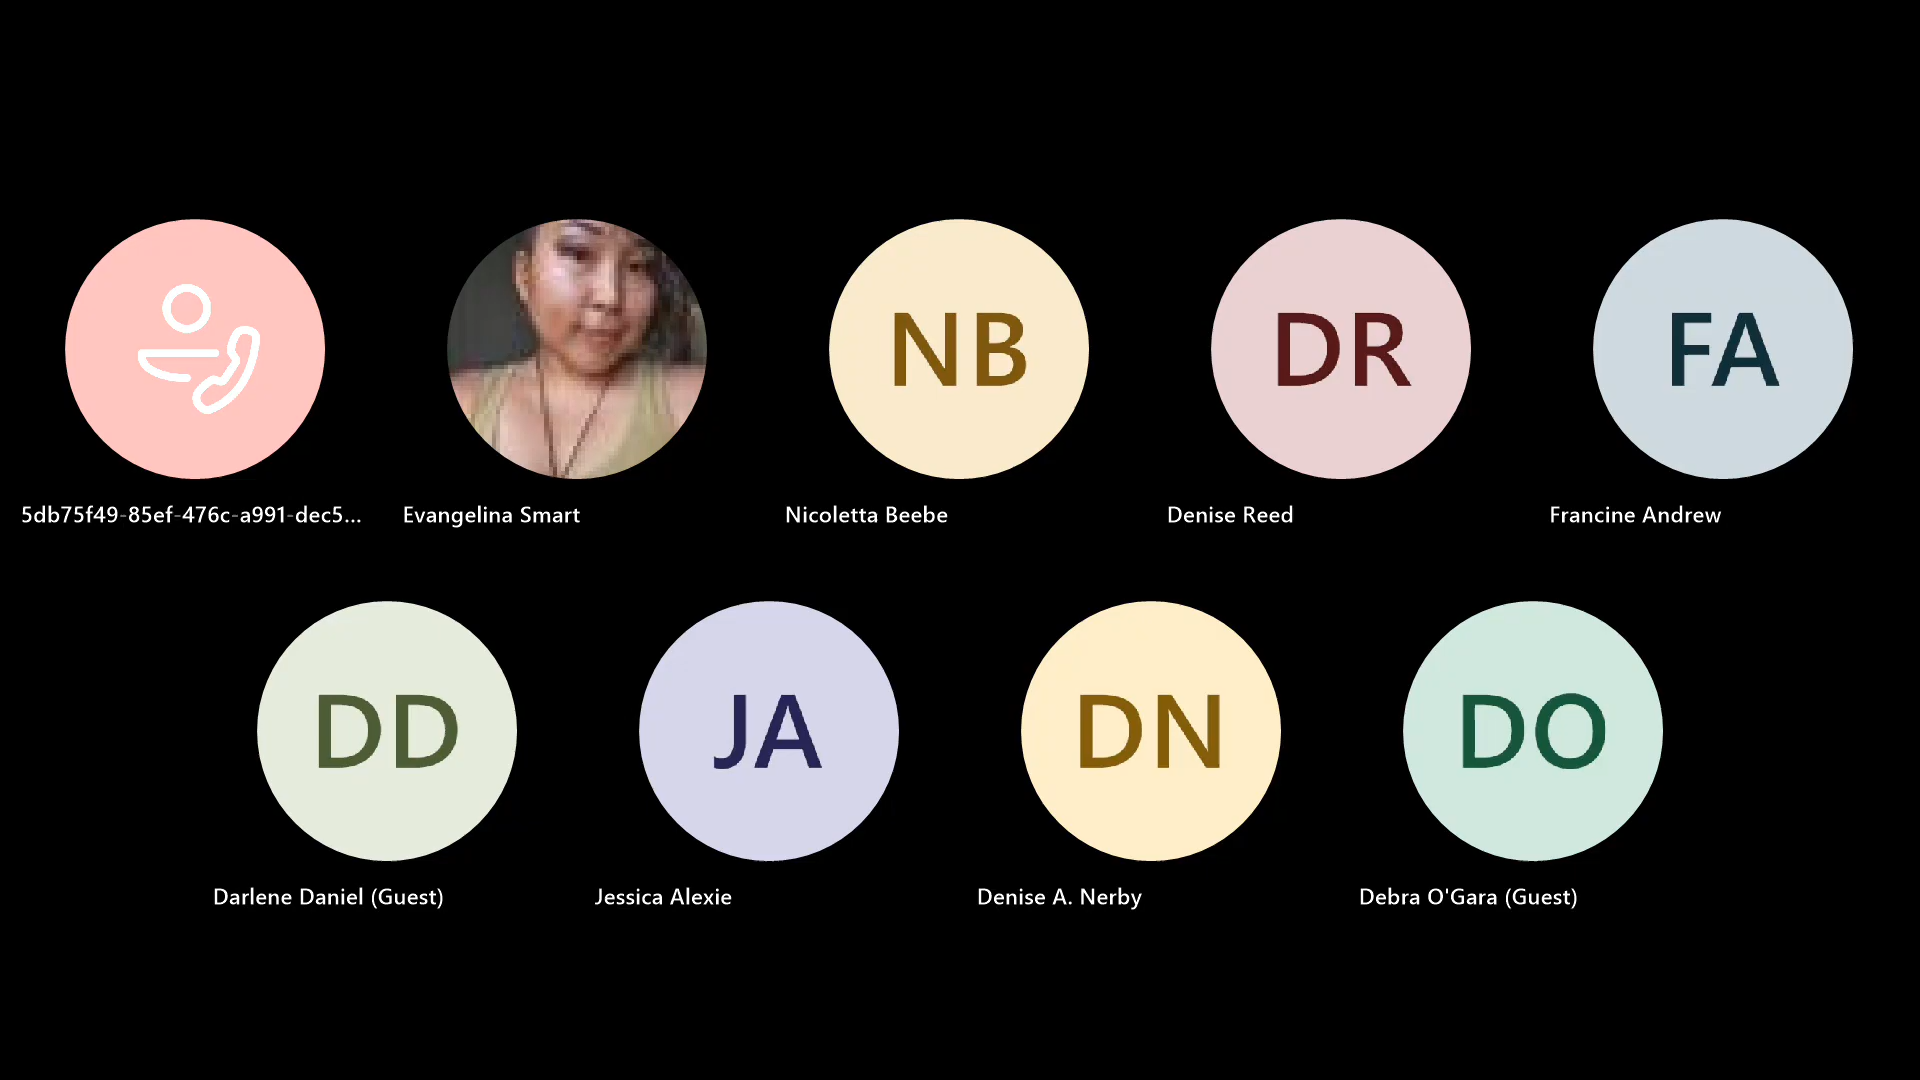 NB
DR
FA
5db75f49-85ef-476c-a991-dec5...
Evangelina Smart
Nicoletta Beebe
Denise Reed
Francine Andrew
DD
JA
DN
DO
Darlene Daniel (Guest)
Jessica Alexie
Denise A. Nerby
Debra O'Gara (Guest)